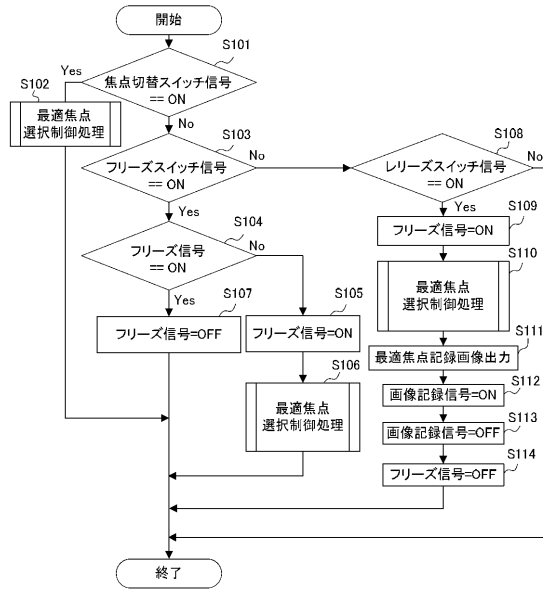 開始
S101
焦点切替スイッチ信号
== ON
Yes
No
S102
最適焦点
選択制御処理
S103
フリーズスイッチ信号
== ON
No
Yes
S108
レリーズスイッチ信号
== ON
No
Yes
S104
フリーズ信号
== ON
No
Yes
S109
フリーズ信号=ON
S110
最適焦点
選択制御処理
S107
フリーズ信号=OFF
S105
フリーズ信号=ON
S111
最適焦点記録画像出力
S106
最適焦点
選択制御処理
S112
画像記録信号=ON
S113
画像記録信号=OFF
S114
フリーズ信号=OFF
終了